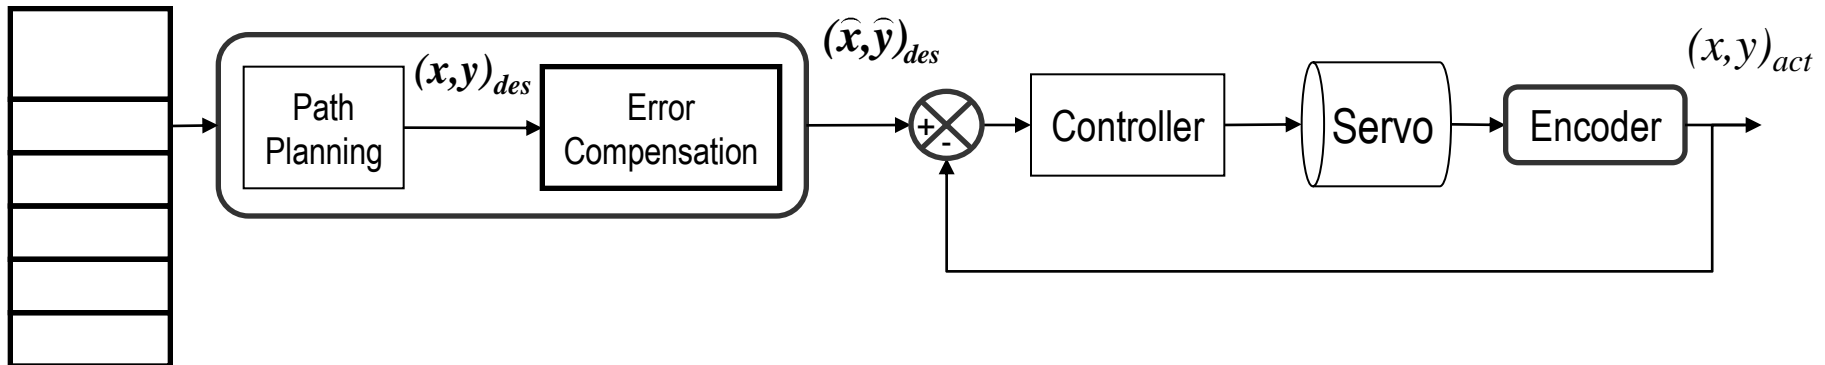 Path
Planning
(x,y)des
Error
Compensation
(x̂,ŷ)des
+
-
Controller
Servo
Encoder
(x,y)act